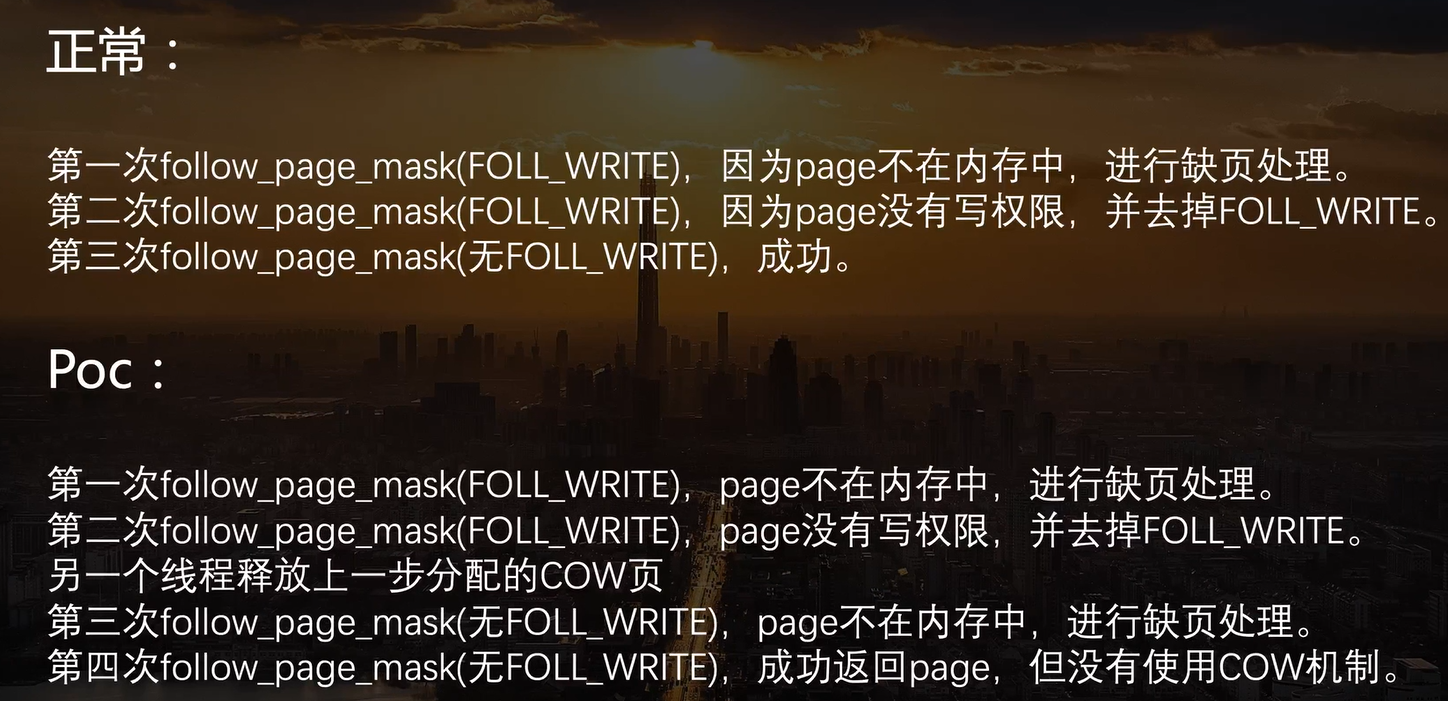 正常：
第一次follow_page_mask(FOLL_WRITE)，因为page不在内存中，进行缺页处理。
第二次follow_page_mask(FOLL_WRITE)，因为page没有写权限，并去掉FOLL_WRITE。
第三次follow_page_mask(无FOLL_WRITE)，成功。
Poc：
第一次follow_page_mask(FOLL_WRITE)，page不在内存中，进行缺页处理。
第二次follow_page_mask(FOLL_WRITE)，page没有写权限，并去掉FOLL_WRITE。
另一个线程释放上一步分配的COW页
第三次follow_page_mask(无FOLL_WRITE)，page不在内存中，进行缺页处理。
第四次follow_page_mask(无FOLL_WRITE)，成功返回page，但没有使用COW机制。